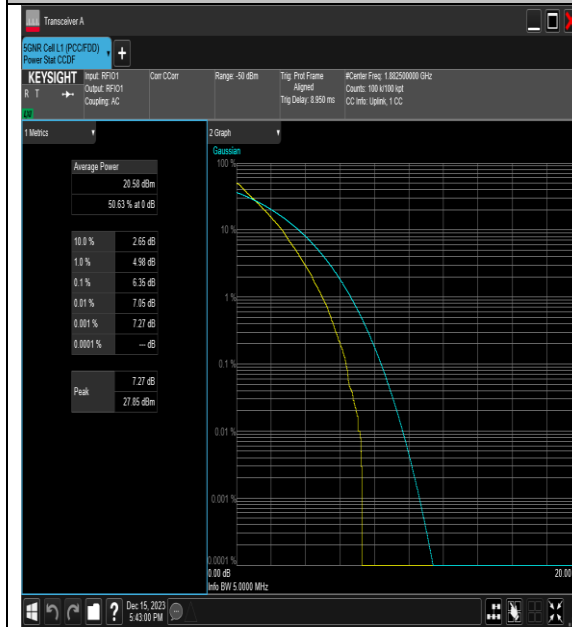 Transceiver A
5GNR Cell L1 (PCC/FDD)
Power Stat CCDF
+
KEYSIGHT
R T
LXI
Input: RFIO1
Output: RFIO1
Coupling: AC
Corr CCorr
Range: -50 dBm
Trig: Prot Frame
Aligned
Trig Delay: 8.950 ms
#Center Freq: 1.882500000 GHz
Counts: 100 k/100 kpt
CC Info: Uplink, 1 CC
1 Metrics
Average Power
20.58 dBm
50.63 % at 0 dB
10.0 % 2.65 dB
1.0 % 4.98 dB
0.1 % 6.35 dB
0.01 % 7.05 dB
0.001 % 7.27 dB
0.0001 % --- dB
Peak
7.27 dB
27.85 dBm
2 Graph
Gaussian
100 %
10 %
1 %
0.1 %
0.01 %
0.001 %
0.0001 %
0.00 dB
20.00
Info BW 5.0000 MHz
?
Dec 15, 2023
5:43:00 PM